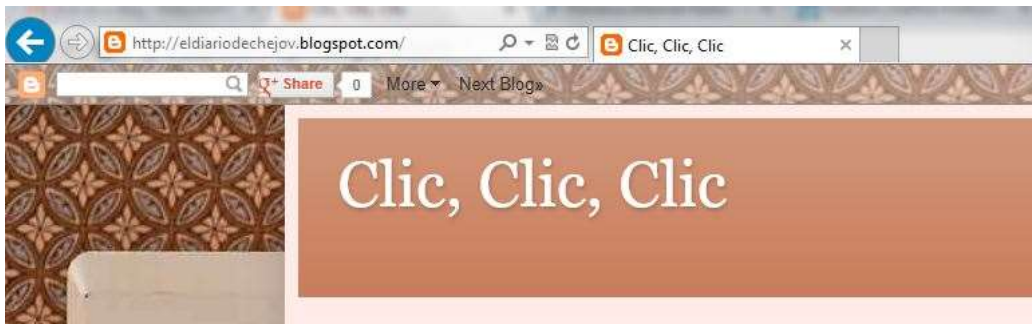 http://eldiariodechejov.blogspot.com/ Clic, Clic, Clic
Share 0 More Next Blog»
Clic, Clic, Clic